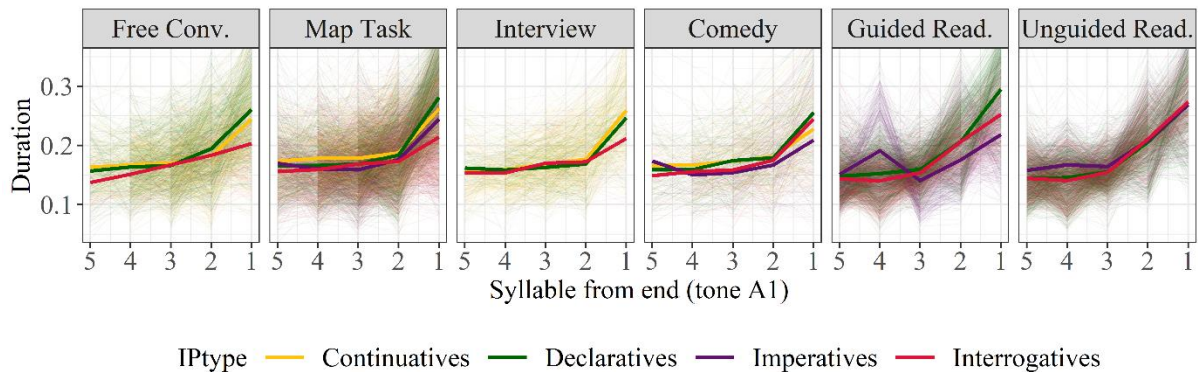 Free Conv. Map Task Interview Comedy Guided Read. Unguided Read.
Duration
0.3
0.2
0.1
5 4 3 2 1 5 4 3 2 1 5 4 3 2 1 5 4 3 2 1 5 4 3 2 1 5 4 3 2 1
Syllable from end (tone A1)
IPtype Continuatives Declaratives Imperatives Interrogatives